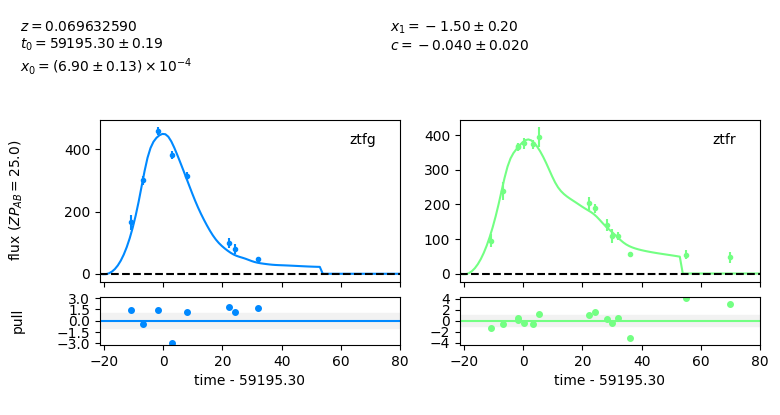 z = 0.069632590
t₀ = 59195.30 ± 0.19
x₀ = (6.90 ± 0.13) × 10⁻⁴
x₁ = −1.50 ± 0.20
c = −0.040 ± 0.020
flux (ZP_AB = 25.0)
ztfg
400
200
0
ztfr
400
300
200
100
0
pull
3.0
1.5
0.0
−1.5
−3.0
4
2
0
−2
−4
−20 0 20 40 60 80
−20 0 20 40 60 80
time - 59195.30
time - 59195.30